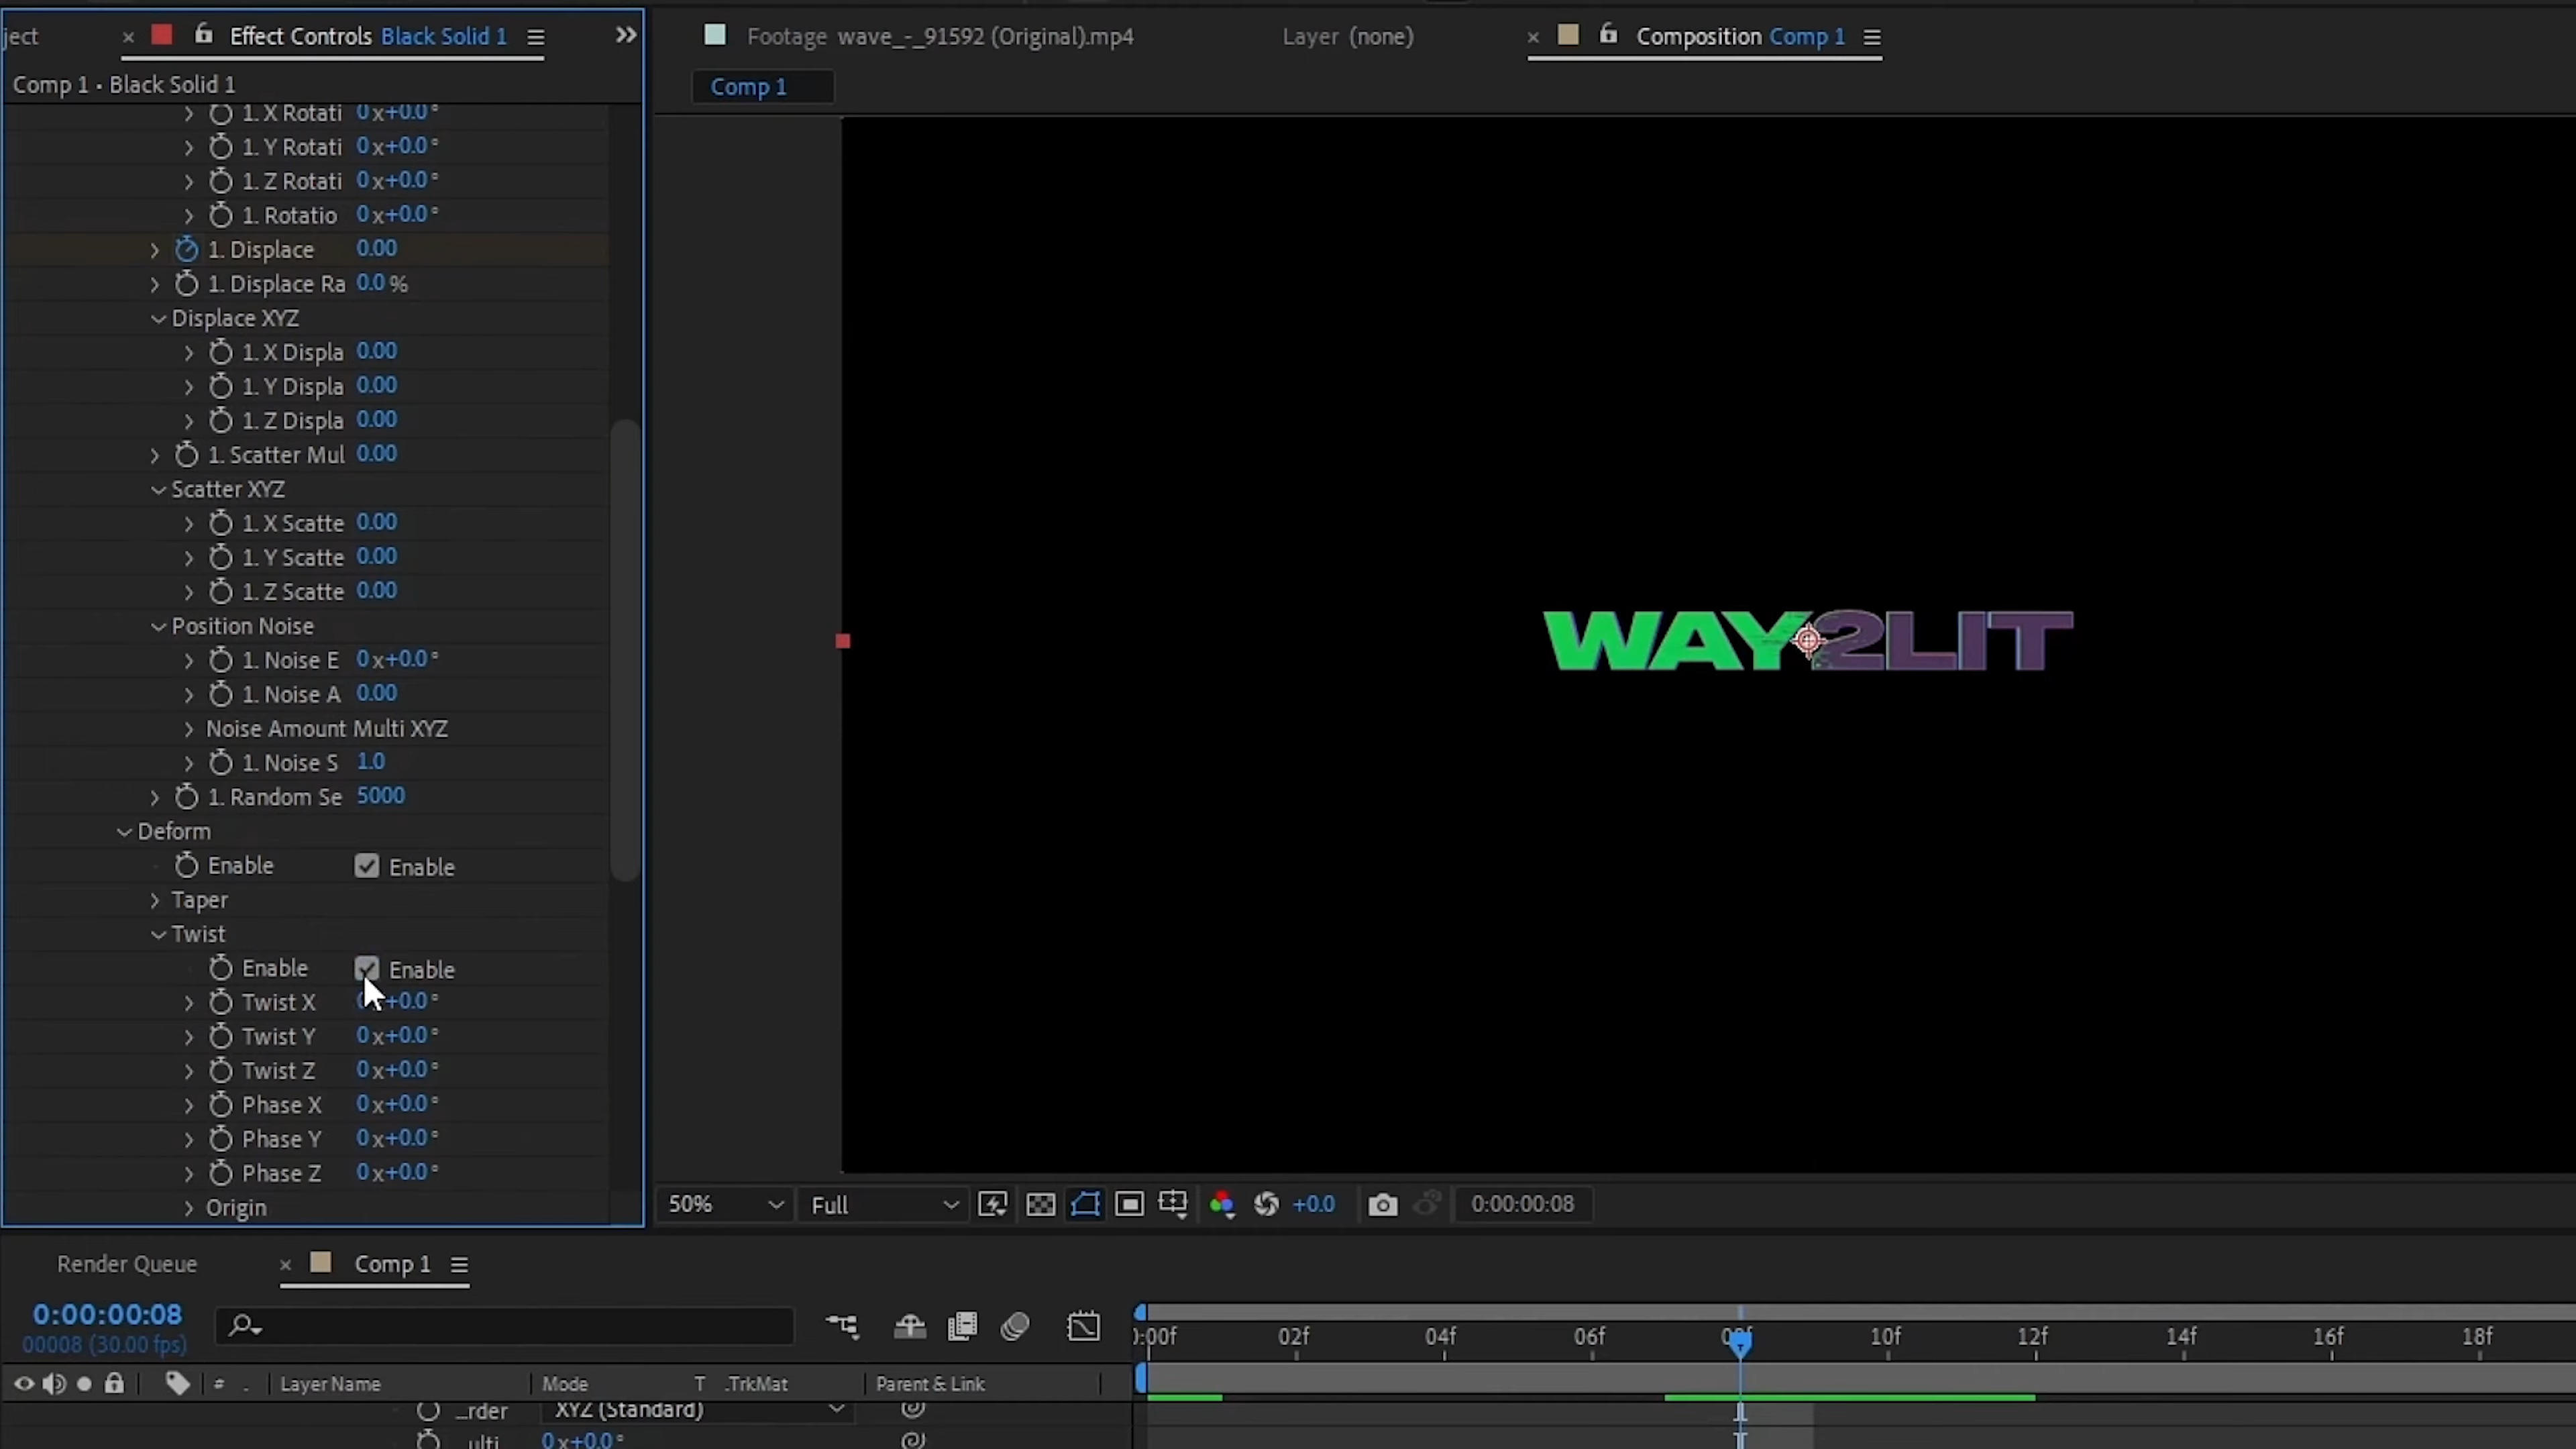 ject
Effect Controls Black Solid 1
Comp 1 • Black Solid 1
1. X Rotati 0x+0.0°
1. Y Rotati 0x+0.0°
1. Z Rotati 0x+0.0°
1. Rotatio 0x+0.0°
1. Displace 0.00
1. Displace Ra 0.0%
Displace XYZ
1. X Displa 0.00
1. Y Displa 0.00
1. Z Displa 0.00
1. Scatter Mul 0.00
Scatter XYZ
1. X Scatte 0.00
1. Y Scatte 0.00
1. Z Scatte 0.00
Position Noise
1. Noise E 0x+0.0°
1. Noise A 0.00
Noise Amount Multi XYZ
1. Noise S 1.0
1. Random Se 5000
Deform
Enable Enable
Taper
Twist
Enable Enable
Twist X +0.0°
Twist Y 0x+0.0°
Twist Z 0x+0.0°
Phase X 0x+0.0°
Phase Y 0x+0.0°
Phase Z 0x+0.0°
Origin
Footage wave_-_91592 (Original).mp4
Layer (none)
Composition Comp 1
Comp 1
WAY2LIT
50% Full +0.0 0:00:00:08
Render Queue Comp 1
0:00:00:08
00008 (30.00 fps)
:00f 02f 04f 06f 10f 12f 14f 16f 18f
# . Layer Name Mode T .TrkMat Parent & Link
...rder XYZ (Standard)
...ulti 0x+0.0°